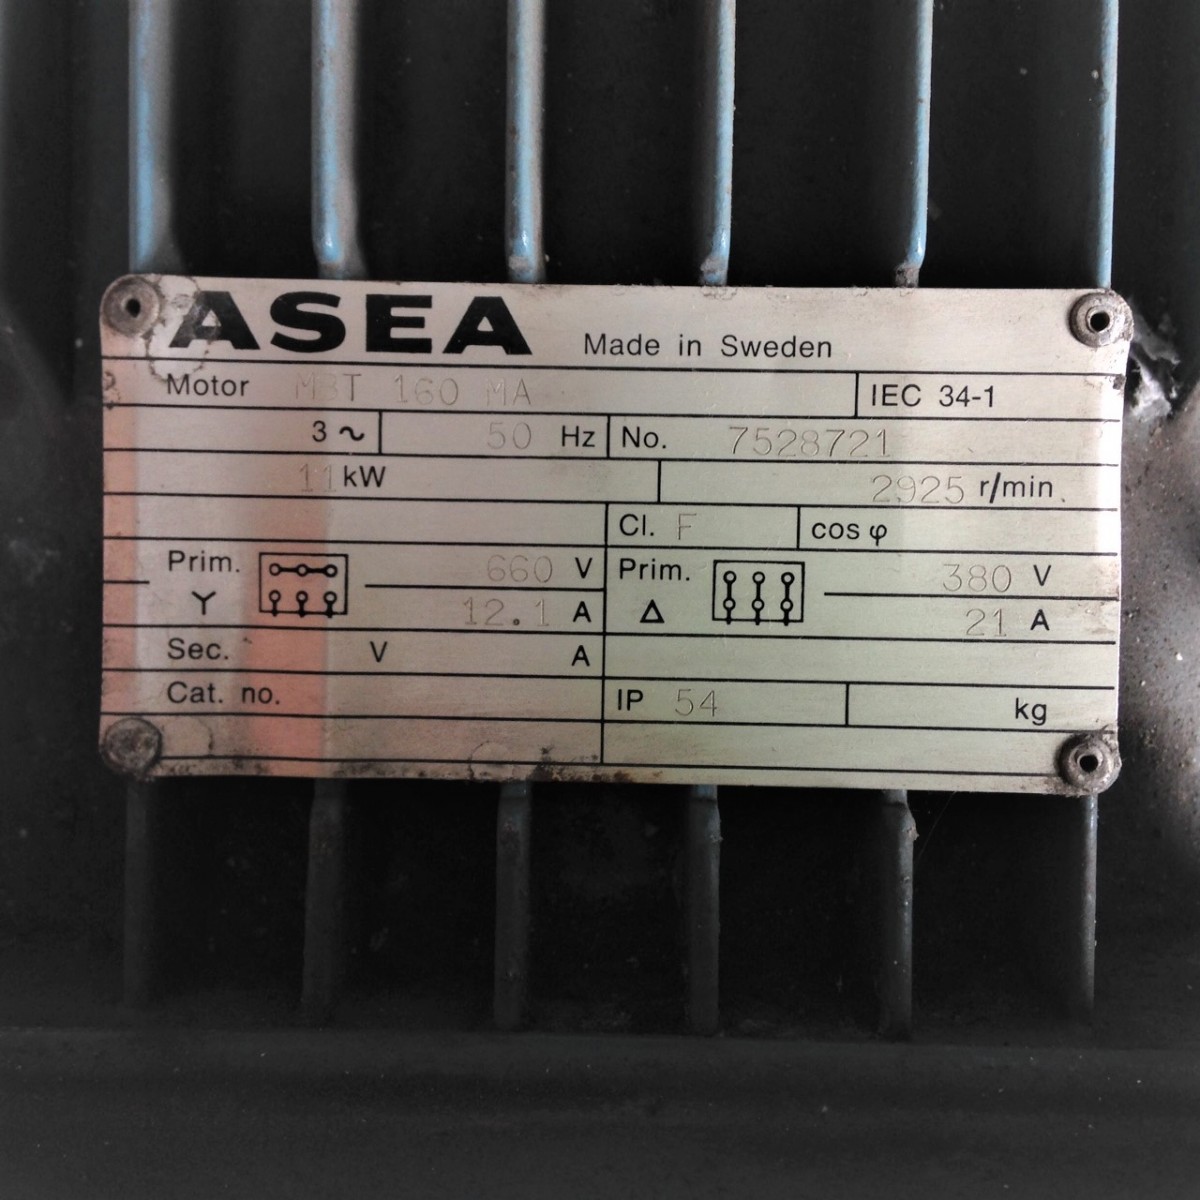 ASEA Made in Sweden
Motor MBT 160 MA IEC 34-1
3 ~ 50 Hz No. 7528721
11 kW 2925 r/min
Cl. F cos φ
Prim. 660 V Prim. 380 V
Y 12.1 A Δ 21 A
Sec. V A
Cat. no. IP 54 kg